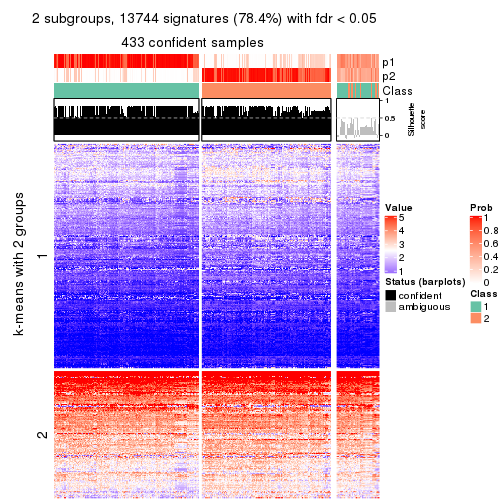 2 subgroups, 13744 signatures (78.4%) with fdr < 0.05
433 confident samples
p1
p2
Class
1
0.5
0
Silhouette
score
k-means with 2 groups
1
2
Value
5
4
3
2
1
Prob
1
0.8
0.6
0.4
0.2
0
Status (barplots)
confident
ambiguous
Class
1
2